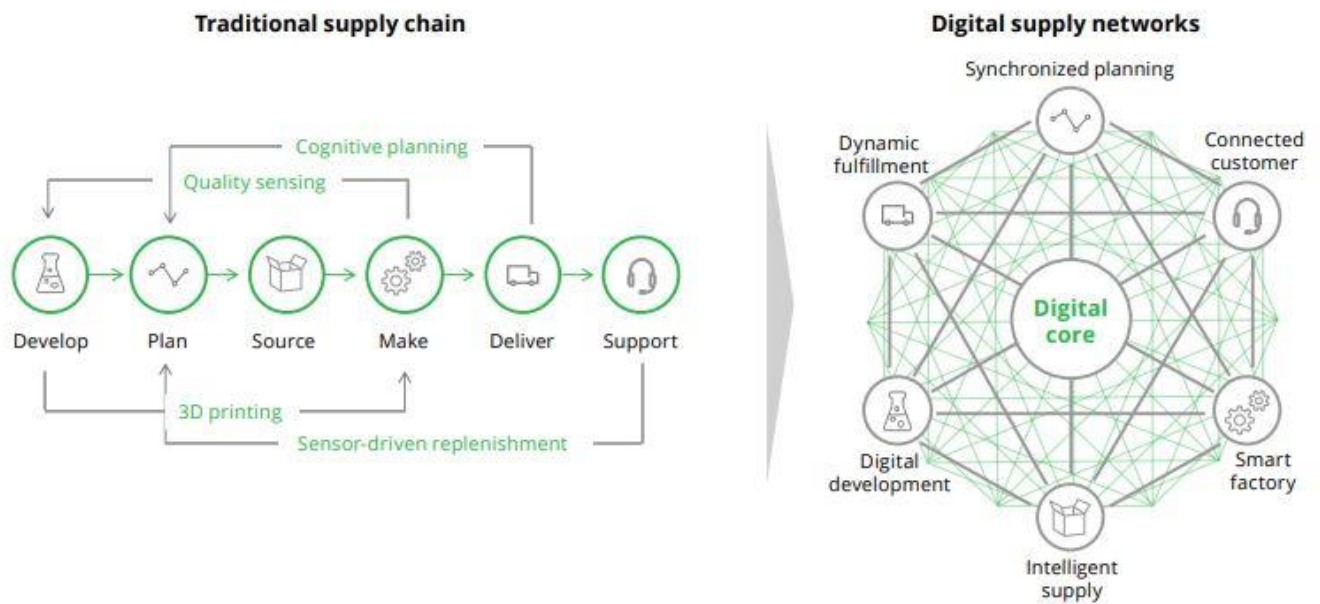 Traditional supply chain
Cognitive planning
Quality sensing
Develop
Plan
Source
Make
Deliver
Support
3D printing
Sensor-driven replenishment
Digital supply networks
Synchronized planning
Dynamic
fulfillment
Connected
customer
Digital
core
Digital
development
Smart
factory
Intelligent
supply